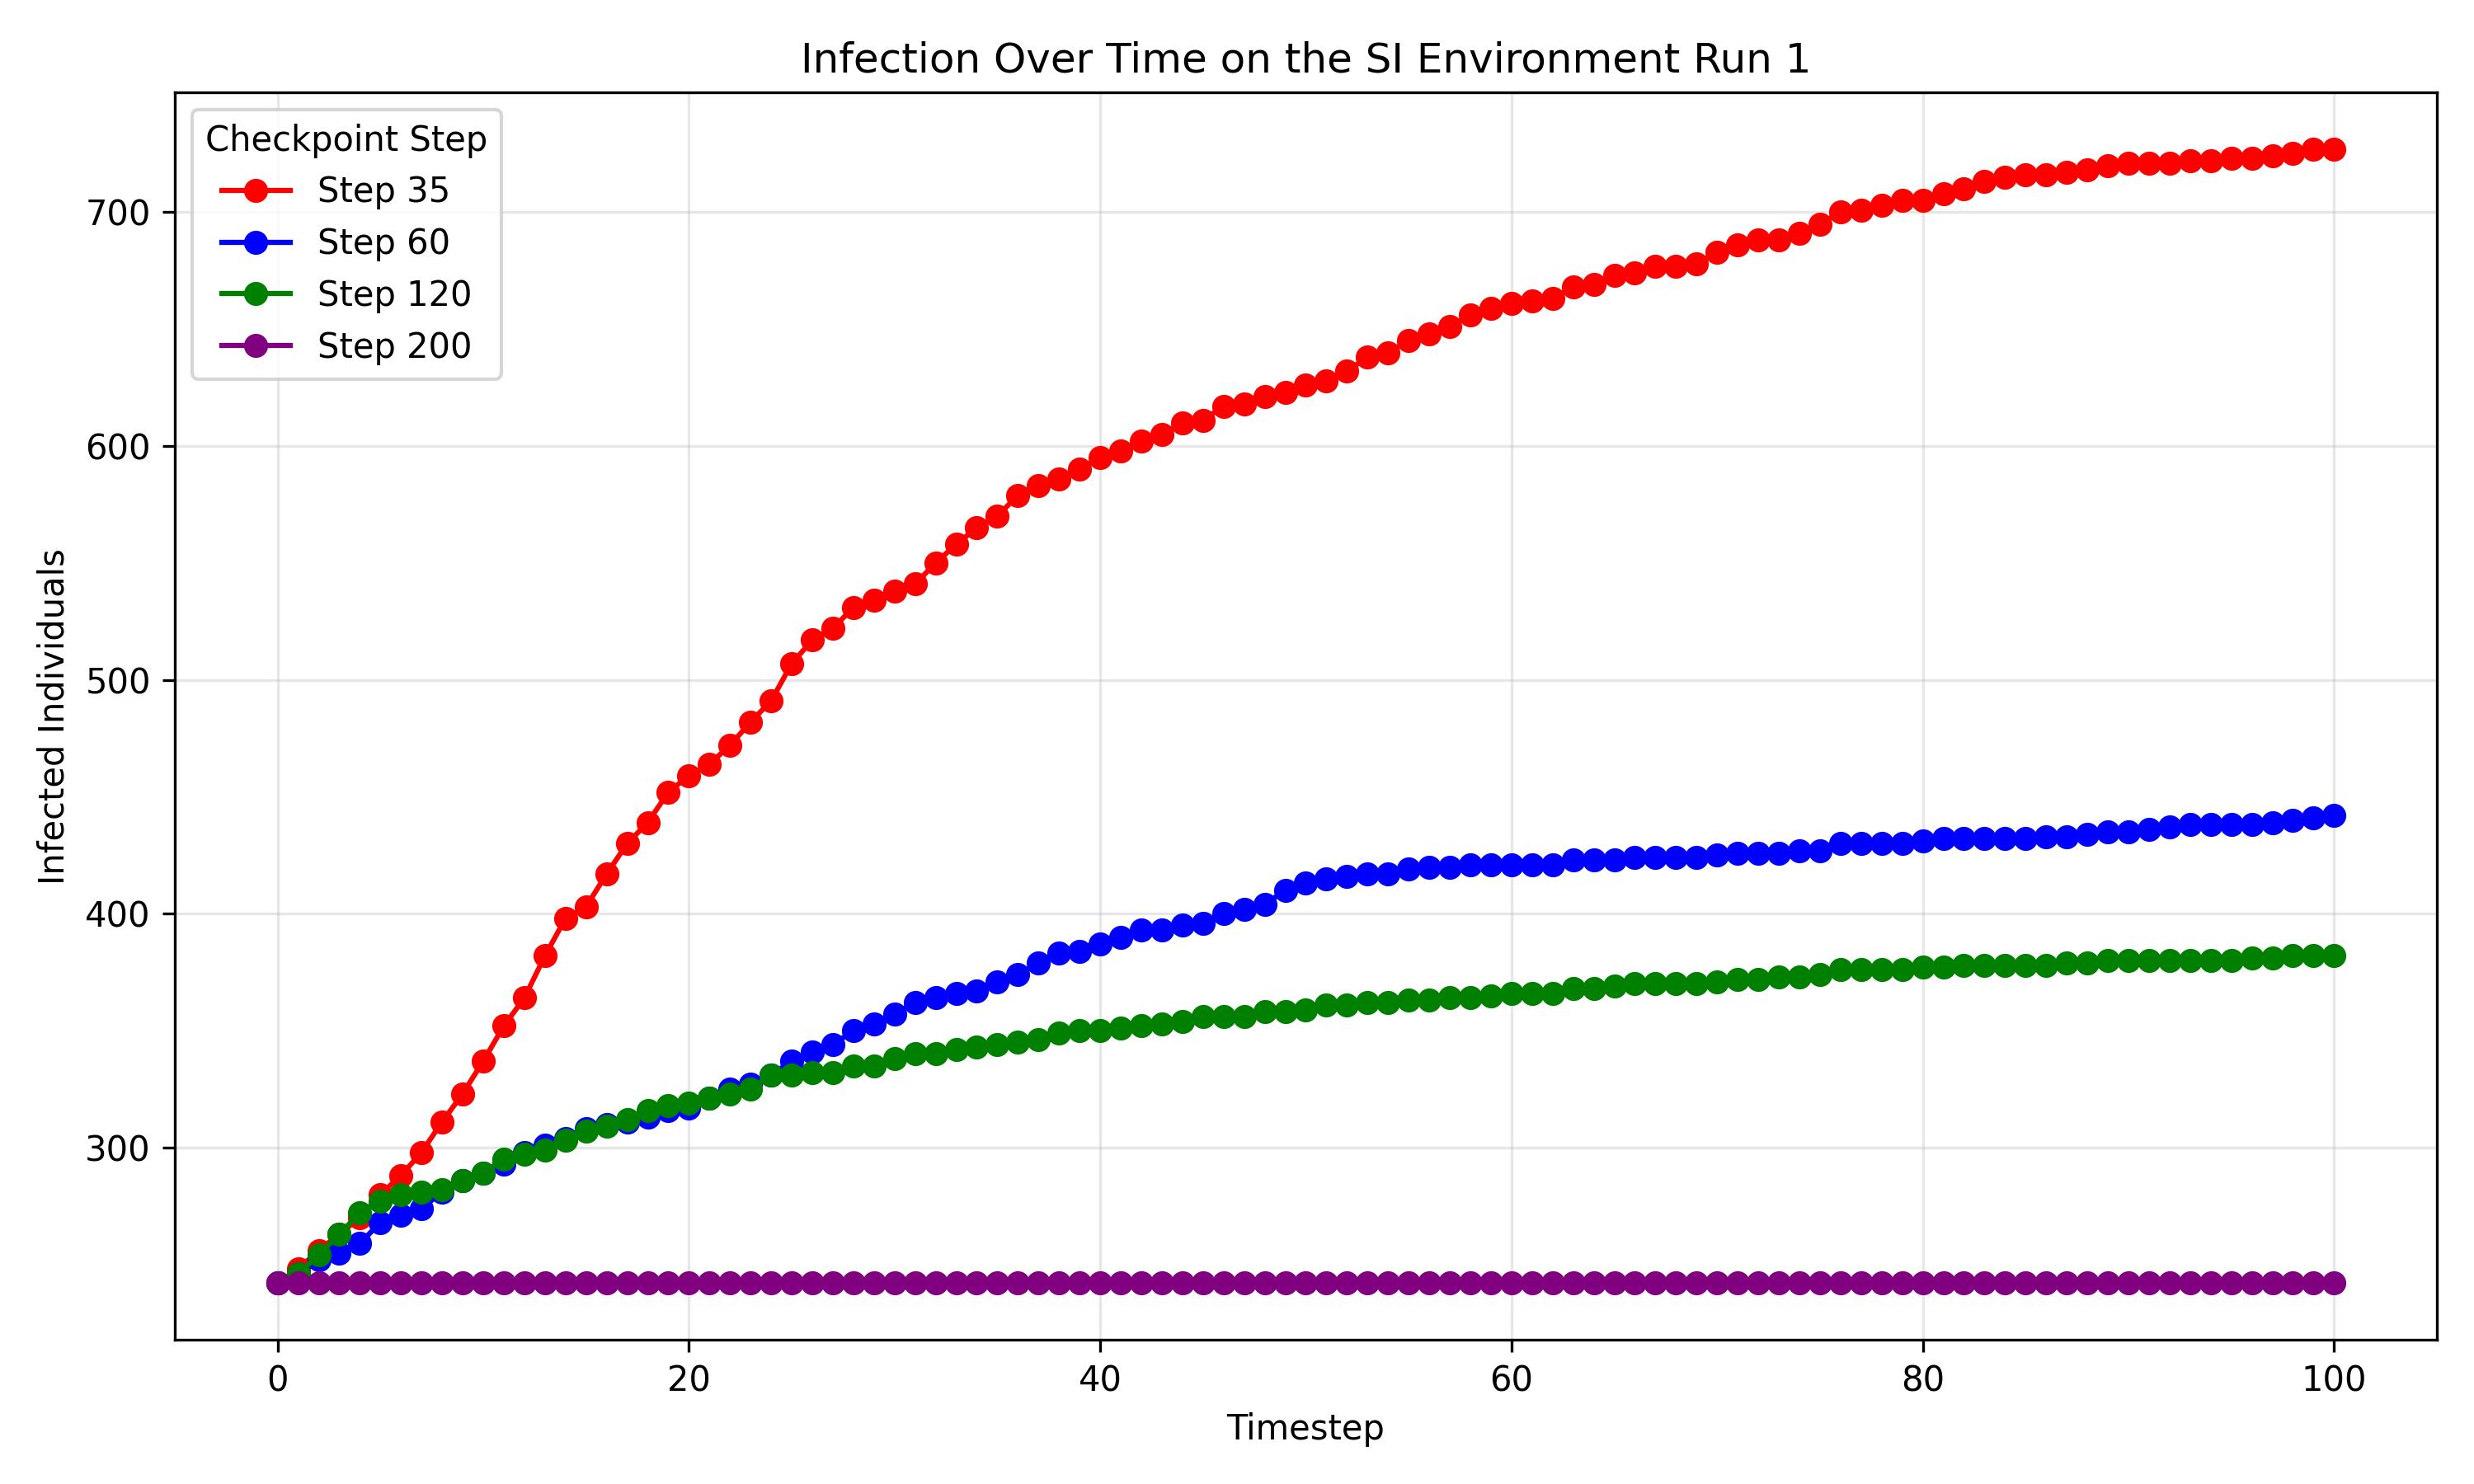 Infection Over Time on the SI Environment Run 1
Checkpoint Step
Step 35
Step 60
Step 120
Step 200
Infected Individuals
700
600
500
400
300
0 20 40 60 80 100
Timestep